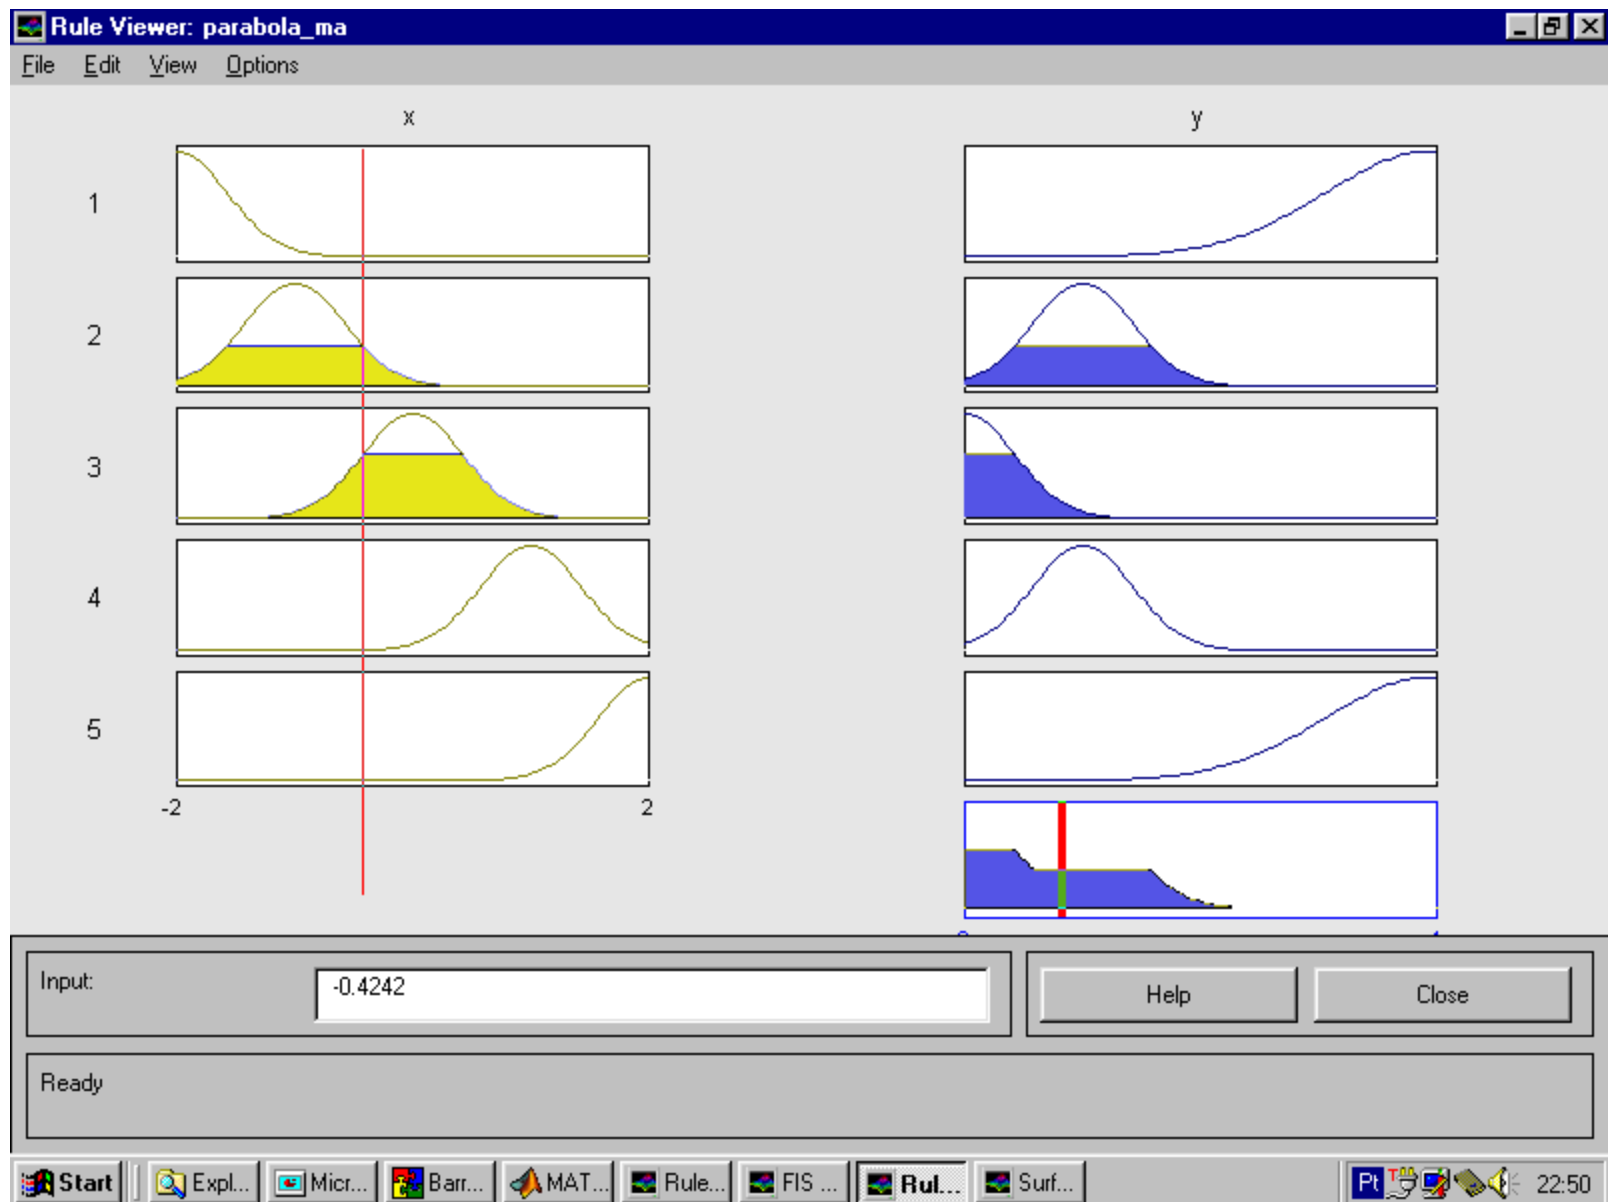 Rule Viewer: parabola_ma
File Edit View Options
x y
1
2
3
4
5
-2 2
Input: -0.4242 Help Close
Ready
Start Expl... Micr... Barr... MAT... Rule... FIS ... Rul... Surf... Pt 22:50